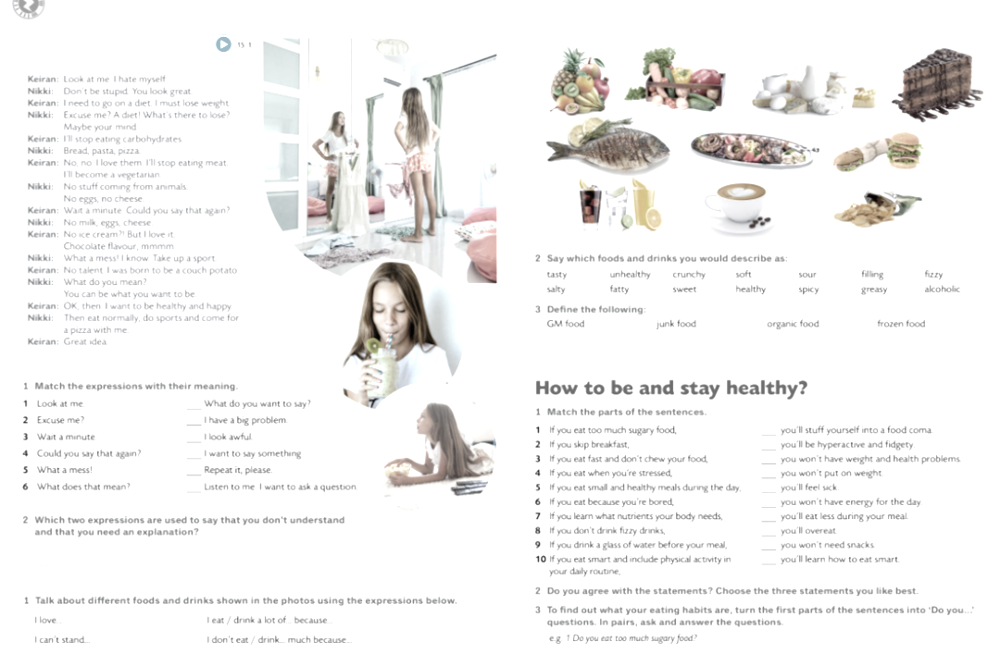 15.1
Keiran: Look at me. I hate myself.
Nikki: Don't be stupid. You look great.
Keiran: I need to go on a diet. I must lose weight.
Nikki: Excuse me? A diet! What's there to lose?
Maybe your mind.
Keiran: I'll stop eating carbohydrates.
Nikki: Bread, pasta, pizza.
Keiran: No, no. I love them. I'll stop eating meat.
I'll become a vegetarian.
Nikki: No stuff coming from animals.
No eggs, no cheese.
Keiran: Wait a minute. Could you say that again?
Nikki: No milk, eggs, cheese.
Keiran: No ice cream?! But I love it.
Chocolate flavour, mmmm.
Nikki: What a mess! I know. Take up a sport.
Keiran: No talent. I was born to be a couch potato.
Nikki: What do you mean?
You can be what you want to be.
Keiran: OK, then. I want to be healthy and happy.
Nikki: Then eat normally, do sports and come for
a pizza with me.
Keiran: Great idea.
1 Match the expressions with their meaning.
1 Look at me. ___ What do you want to say?
2 Excuse me? ___ I have a big problem.
3 Wait a minute. ___ I look awful.
4 Could you say that again? ___ I want to say something.
5 What a mess! ___ Repeat it, please.
6 What does that mean? ___ Listen to me. I want to ask a question.
2 Which two expressions are used to say that you don't understand
and that you need an explanation?
1 Talk about different foods and drinks shown in the photos using the expressions below.
I love... I eat / drink a lot of... because...
I can't stand... I don't eat / drink... much because...
2 Say which foods and drinks you would describe as:
tasty unhealthy crunchy soft sour filling fizzy
salty fatty sweet healthy spicy greasy alcoholic
3 Define the following:
GM food junk food organic food frozen food
How to be and stay healthy?
1 Match the parts of the sentences.
1 If you eat too much sugary food, ___ you'll stuff yourself into a food coma.
2 If you skip breakfast, ___ you'll be hyperactive and fidgety.
3 If you eat fast and don't chew your food, ___ you won't have weight and health problems.
4 If you eat when you're stressed, ___ you won't put on weight.
5 If you eat small and healthy meals during the day, ___ you'll feel sick.
6 If you eat because you're bored, ___ you won't have energy for the day.
7 If you learn what nutrients your body needs, ___ you'll eat less during your meal.
8 If you don't drink fizzy drinks, ___ you'll overeat.
9 If you drink a glass of water before your meal, ___ you won't need snacks.
10 If you eat smart and include physical activity in ___ you'll learn how to eat smart.
your daily routine,
2 Do you agree with the statements? Choose the three statements you like best.
3 To find out what your eating habits are, turn the first parts of the sentences into 'Do you...'
questions. In pairs, ask and answer the questions.
e.g. 1 Do you eat too much sugary food?